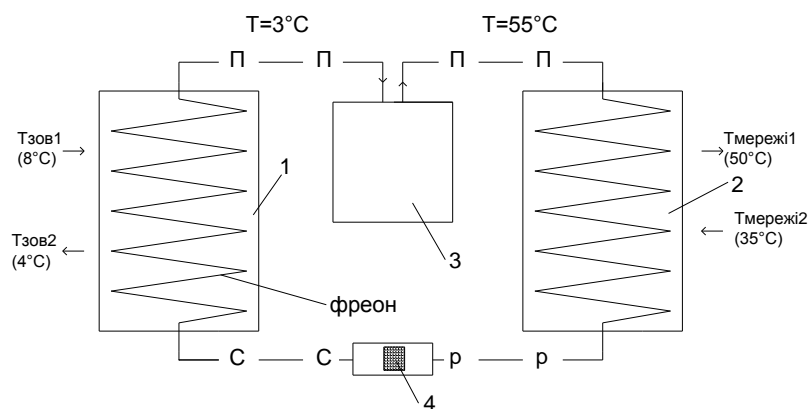 T=3°C
T=55°C
П П П П
Тзов1
(8°C)
1
Тмережі1
(50°C)
2
Тзов2
(4°C)
Тмережі2
(35°C)
3
фреон
С С р р
4